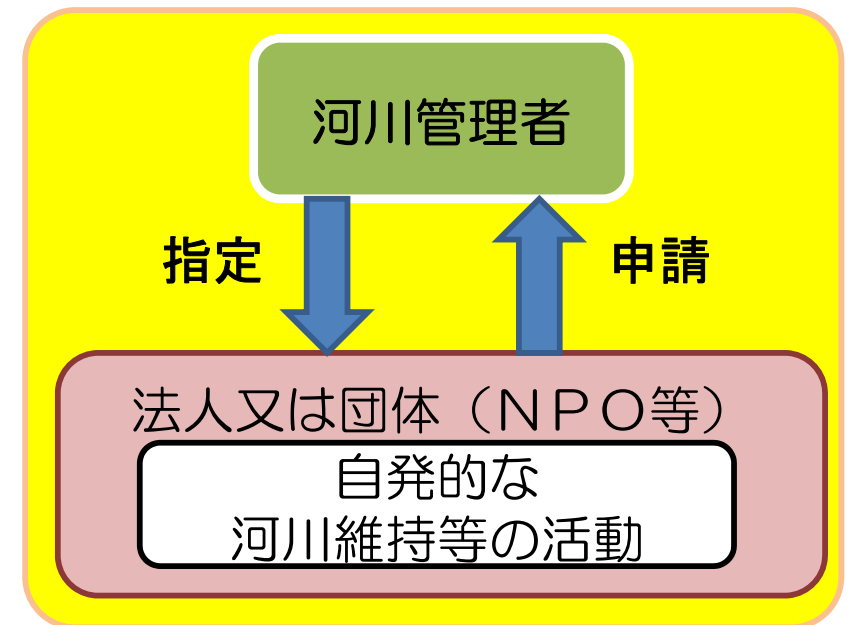 河川管理者
指定
申請
法人又は団体（ＮＰＯ等）
自発的な
河川維持等の活動